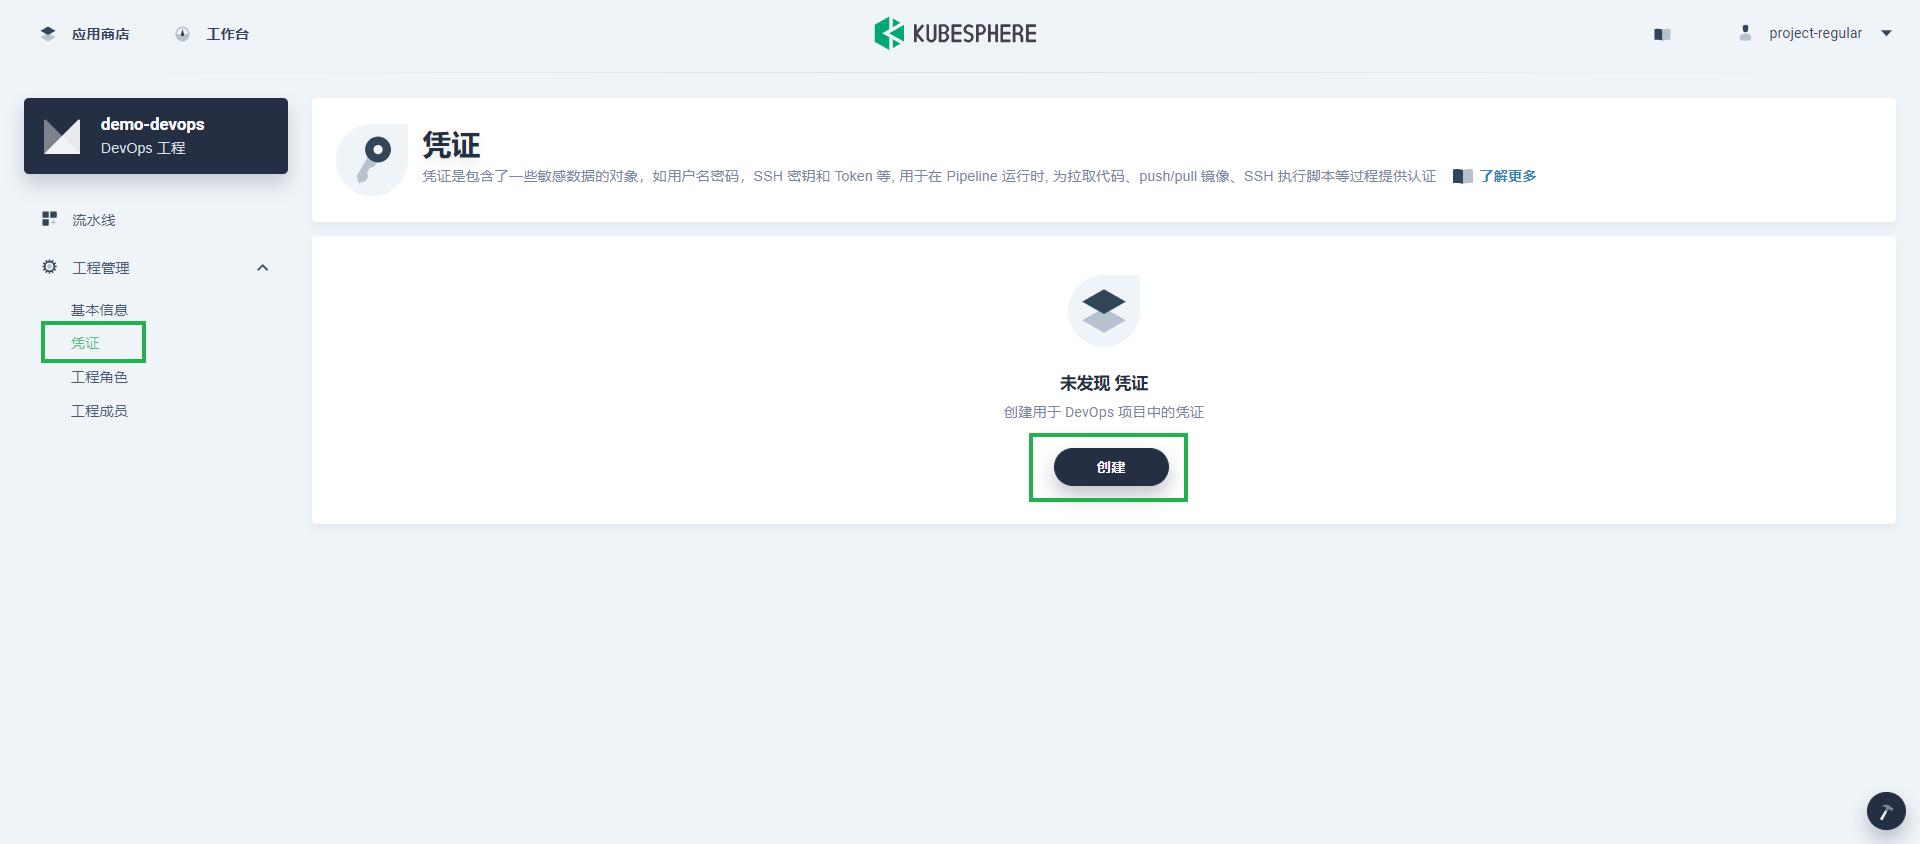 应用商店
工作台
KUBESPHERE
project-regular
demo-devops
DevOps 工程
流水线
工程管理
基本信息
凭证
工程角色
工程成员
凭证
凭证是包含了一些敏感数据的对象，如用户名密码，SSH 密钥和 Token 等, 用于在 Pipeline 运行时, 为拉取代码、push/pull 镜像、SSH 执行脚本等过程提供认证 了解更多
未发现 凭证
创建用于 DevOps 项目中的凭证
创建